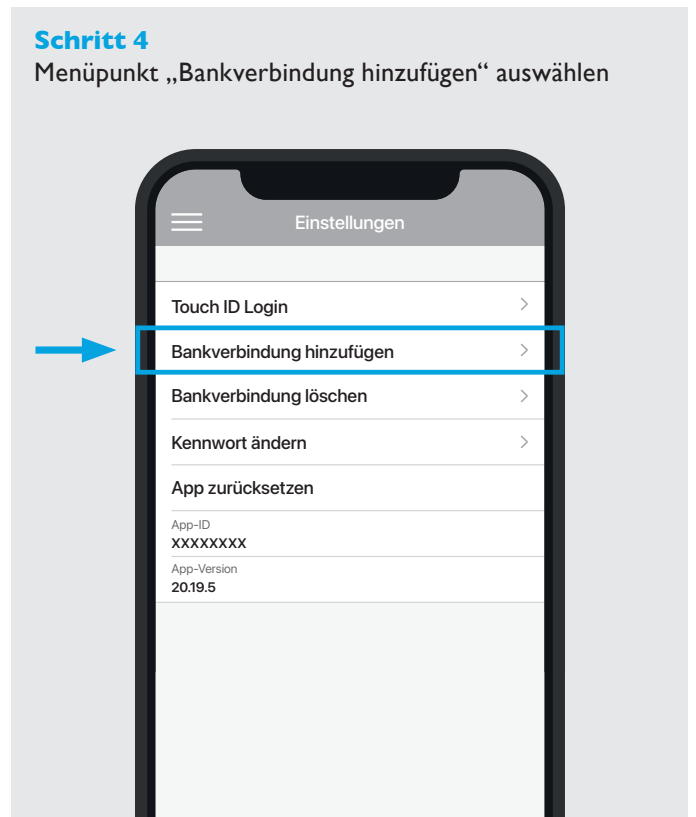 Schritt 4
Menüpunkt „Bankverbindung hinzufügen“ auswählen
Einstellungen
Touch ID Login
Bankverbindung hinzufügen
Bankverbindung löschen
Kennwort ändern
App zurücksetzen
App-ID
XXXXXXXX
App-Version
20.19.5